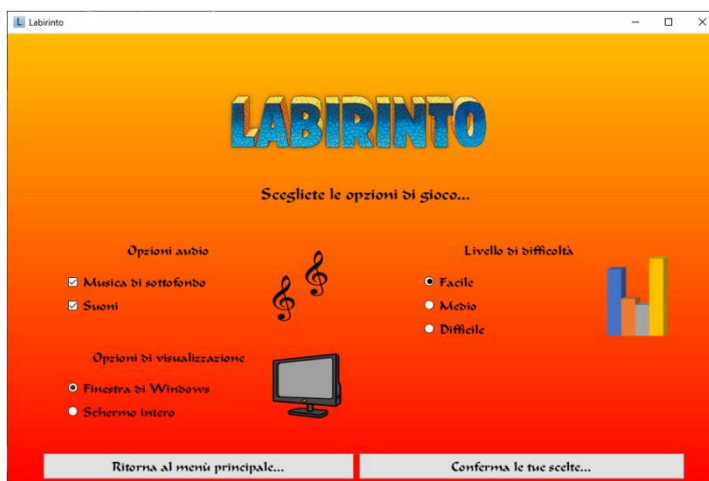 Labirinto
LABIRINTO
Scegliete le opzioni di gioco...
Opzioni audio
Musica di sottofondo
Suoni
Livello di difficoltà
Facile
Medio
Difficile
Opzioni di visualizzazione
Finestra di Windows
Schermo intero
Ritorna al menù principale...
Conferma le tue scelte...